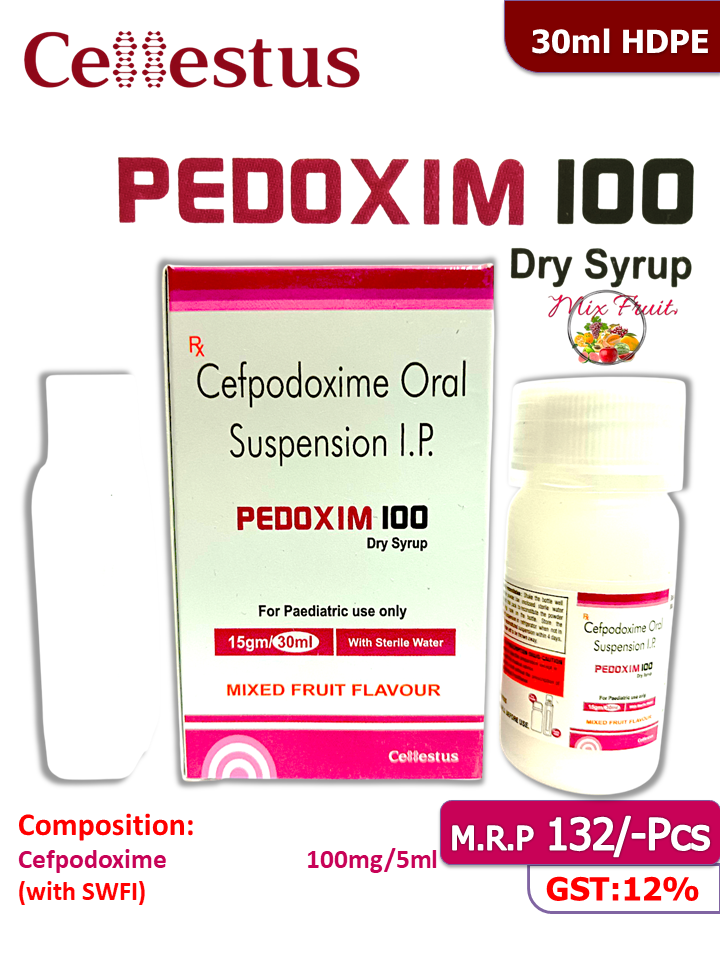 Cellestus
30ml HDPE
PEDOXIM 100
Dry Syrup
Mix Fruit
Rx
Cefpodoxime Oral
Suspension I.P.
PEDOXIM 100
Dry Syrup
For Paediatric use only
15gm/30ml With Sterile Water
MIXED FRUIT FLAVOUR
Cellestus
Rx
Cefpodoxime Oral
Suspension I.P.
PEDOXIM 100
Dry Syrup
For Paediatric use only
MIXED FRUIT FLAVOUR
Cellestus
Composition:
Cefpodoxime 100mg/5ml
(with SWFI)
M.R.P 132/-Pcs
GST:12%